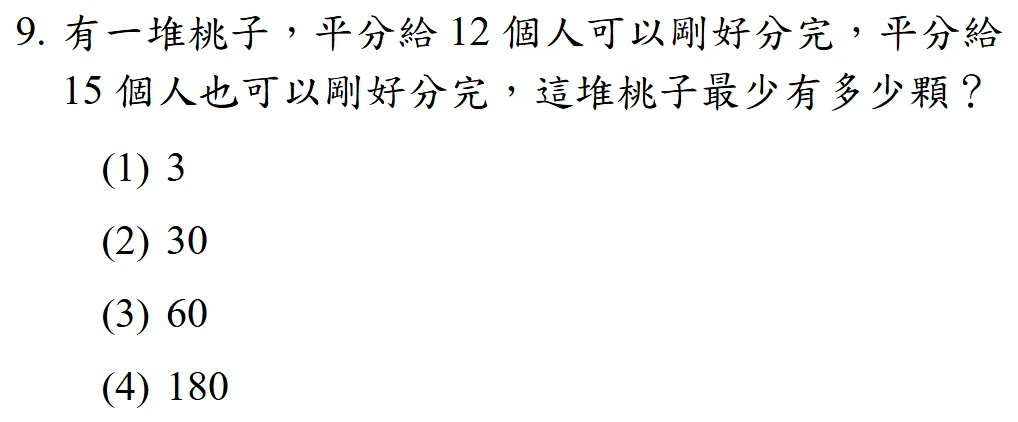 9. 有一堆桃子，平分給 12 個人可以剛好分完，平分給
15 個人也可以剛好分完，這堆桃子最少有多少顆？
(1) 3
(2) 30
(3) 60
(4) 180